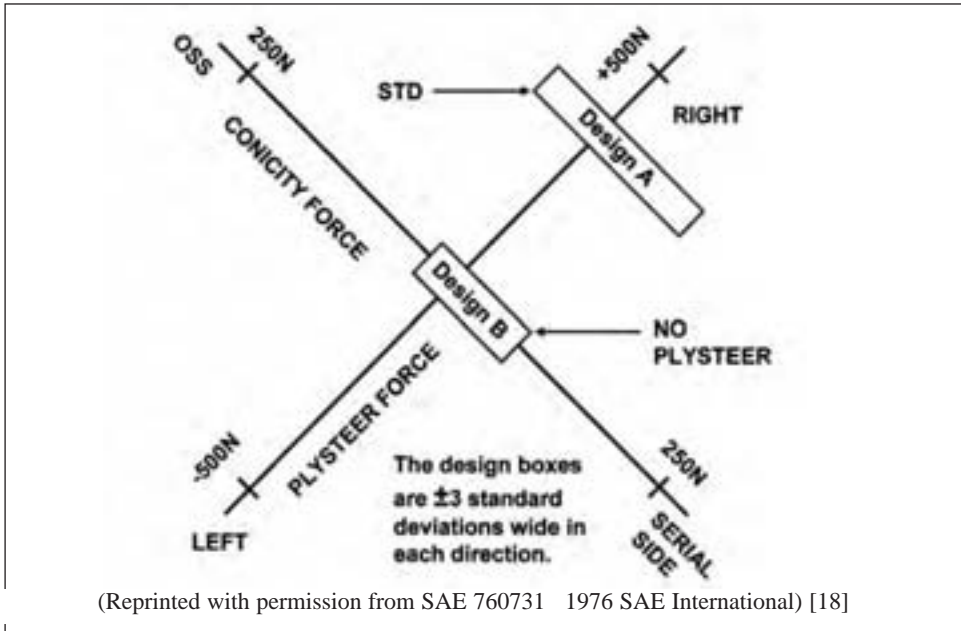 OSS
250N
+500N
STD
RIGHT
Design A
CONICITY FORCE
Design B
NO
PLYSTEER
PLYSTEER FORCE
-500N
250N
The design boxes
are ±3 standard
deviations wide in
each direction.
LEFT
SERIAL
SIDE
(Reprinted with permission from SAE 760731 1976 SAE International) [18]